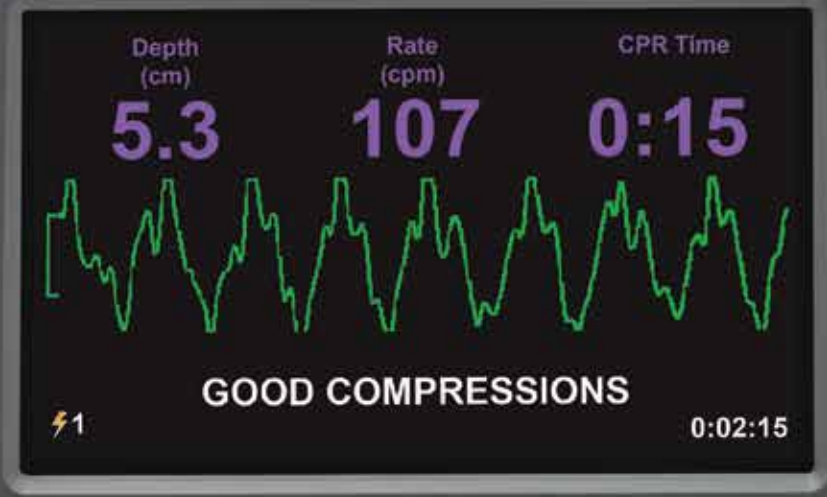 Depth Rate CPR Time
(cm) (cpm)
5.3 107 0:15
GOOD COMPRESSIONS
1 0:02:15